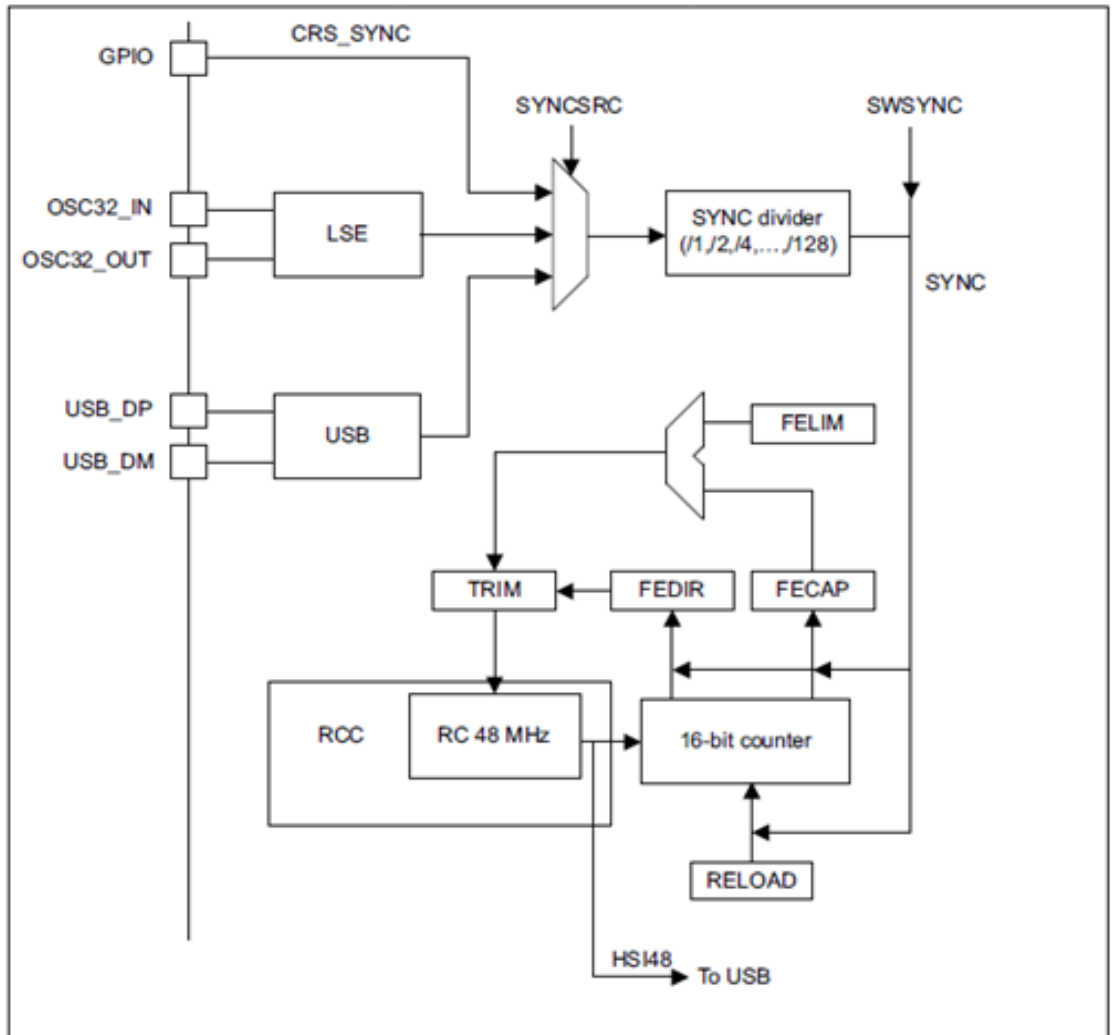 CRS_SYNC
GPIO
SYNCSRC
SWSYNC
OSC32_IN
LSE
SYNC divider
(/1,/2,/4,…,/128)
OSC32_OUT
SYNC
USB_DP
USB
FELIM
USB_DM
TRIM
FEDIR
FECAP
RCC
RC 48 MHz
16-bit counter
RELOAD
HSI48
To USB